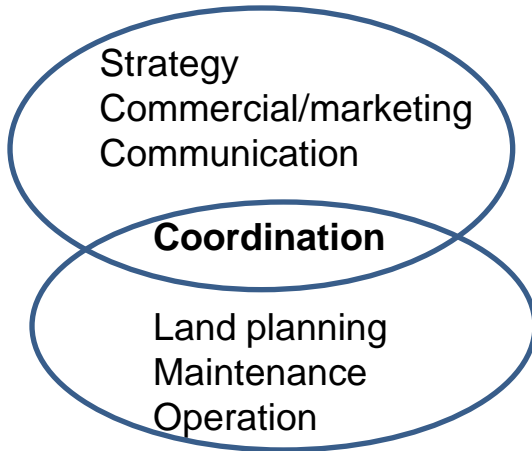 Strategy
Commercial/marketing
Communication
Coordination
Land planning
Maintenance
Operation